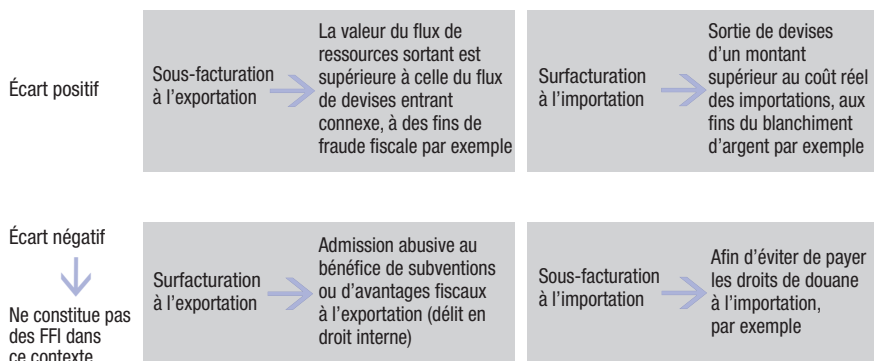 Écart positif
Sous-facturation
à l'exportation
La valeur du flux de
ressources sortant est
supérieure à celle du flux
de devises entrant
connexe, à des fins de
fraude fiscale par exemple
Surfacturation
à l'importation
Sortie de devises
d'un montant
supérieur au coût réel
des importations, aux
fins du blanchiment
d'argent par exemple
Écart négatif
Ne constitue pas
des FFI dans
ce contexte
Surfacturation
à l'exportation
Admission abusive au
bénéfice de subventions
ou d'avantages fiscaux
à l'exportation (délit en
droit interne)
Sous-facturation
à l'importation
Afin d'éviter de payer
les droits de douane
à l'importation,
par exemple